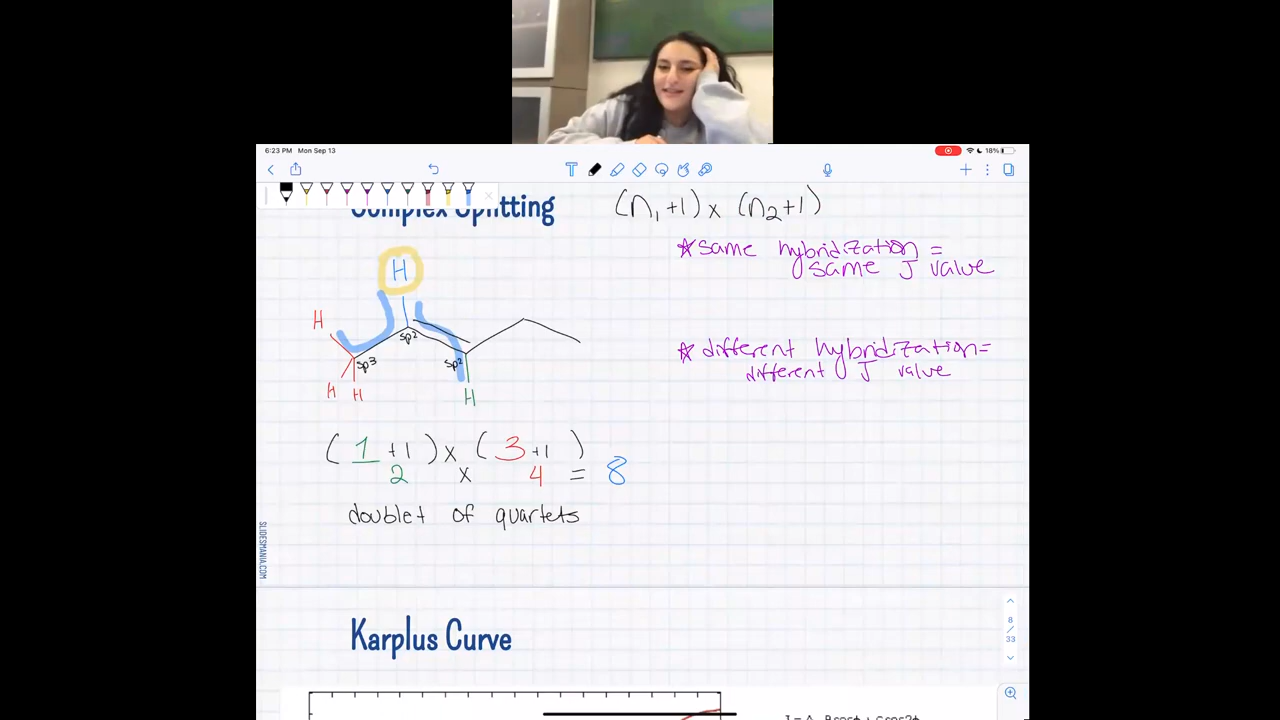 6:23 PM Mon Sep 13
18%
T
Complex Splitting
(n₁+1) x (n₂+1)
*same hybridization =
same J value
H
H
sp²
sp³
sp²
H H
H
*different hybridization=
different J value
(1 +1) x (3 +1)
2 x 4 = 8
doublet of quartets
SLIDESMANIA.COM
Karplus Curve
8
/
33